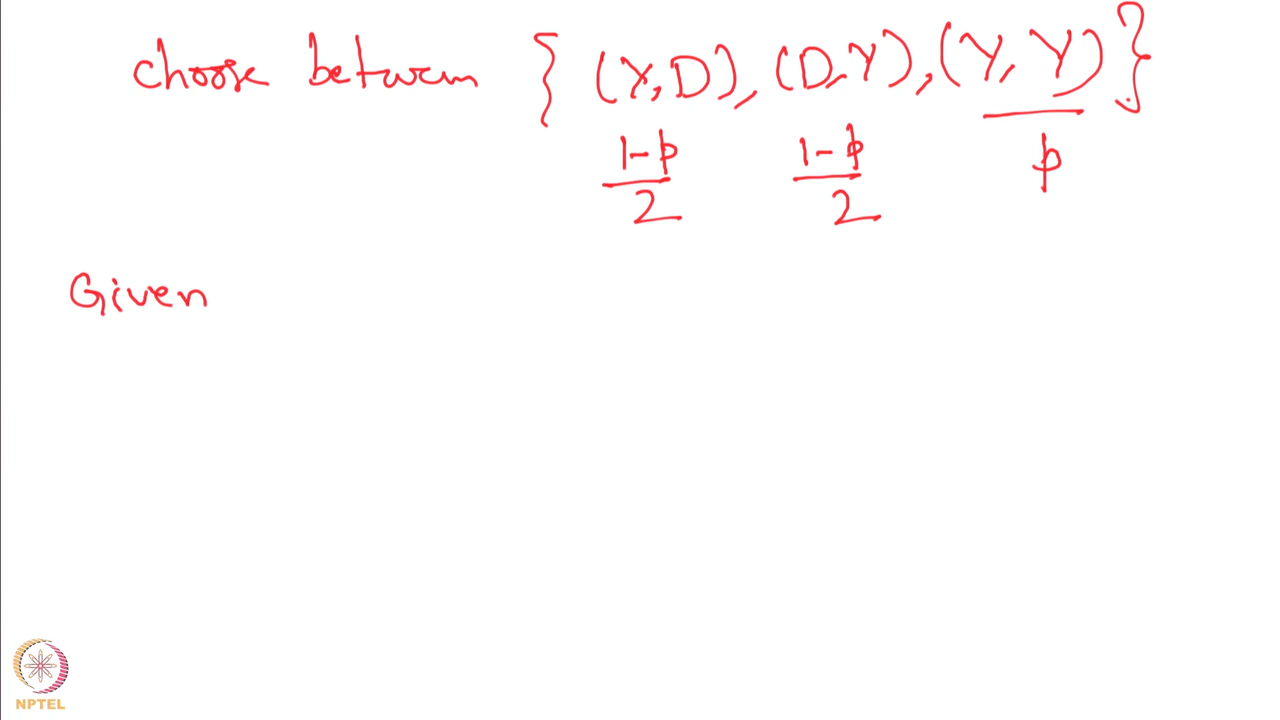 choose between { (Y,D), (D,Y), (Y,Y) }
1-p/2 1-p/2 p
Given
NPTEL